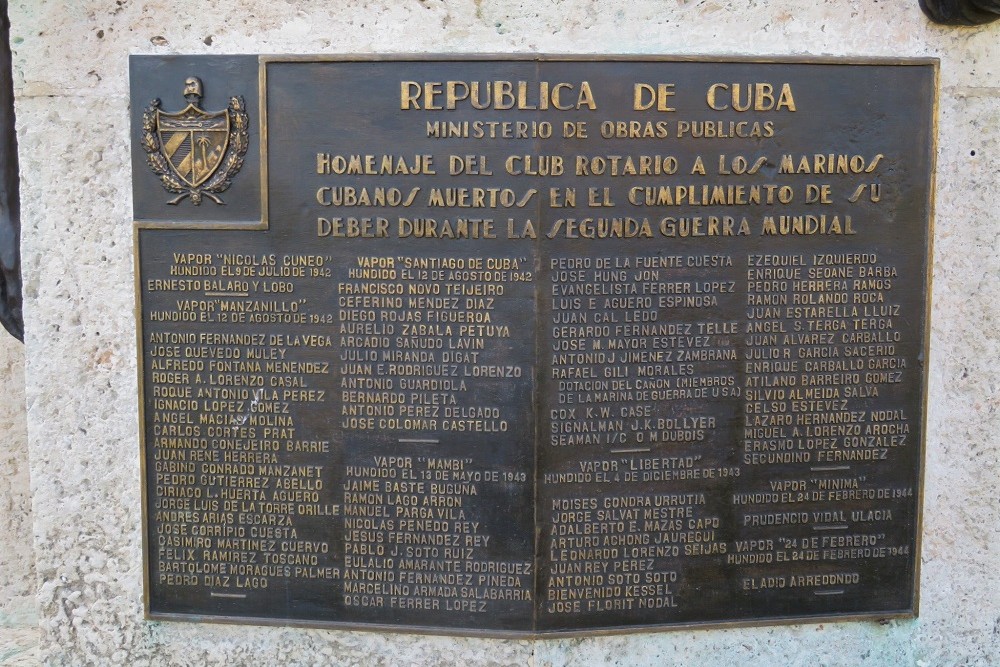 REPUBLICA DE CUBA
MINISTERIO DE OBRAS PUBLICAS
HOMENAJE DEL CLUB ROTARIO A LOS MARINOS
CUBANOS MUERTOS EN EL CUMPLIMIENTO DE SU
DEBER DURANTE LA SEGUNDA GUERRA MUNDIAL
VAPOR "NICOLAS CUNEO"
HUNDIDO EL 9 DE JULIO DE 1942
ERNESTO BALARO Y LOBO
VAPOR "MANZANILLO"
HUNDIDO EL 12 DE AGOSTO DE 1942
ANTONIO FERNANDEZ DE LA VEGA
JOSE QUEVEDO MULEY
ALFREDO FONTANA MENENDEZ
ROGER A. LORENZO CASAL
ROQUE ANTONIO VILA PEREZ
IGNACIO LOPEZ GOMEZ
ANGEL MACIAS MOLINA
CARLOS CORTES PRAT
ARMANDO CONEJEIRO BARRIE
JUAN RENE HERRERA
GABINO CONRADO MANZANET
PEDRO GUTIERREZ ABELLO
CIRIACO L. HUERTA AGUERO
JORGE LUIS DE LA TORRE ORILLE
ANDRES ARIAS ESCARZA
JOSE GORRIPIO CUESTA
CASIMIRO MARTINEZ CUERVO
FELIX RAMIREZ TOSCANO
BARTOLOME MORAGUES PALMER
PEDRO DIAZ LAGO
VAPOR "SANTIAGO DE CUBA"
HUNDIDO EL 12 DE AGOSTO DE 1942
FRANCISCO NOVO TEIJEIRO
CEFERINO MENDEZ DIAZ
DIEGO ROJAS FIGUEROA
AURELIO ZABALA PETUYA
ARCADIO SAÑUDO LAVIN
JULIO MIRANDA DIGAT
JUAN E. RODRIGUEZ LORENZO
ANTONIO GUARDIOLA
BERNARDO PILETA
ANTONIO PEREZ DELGADO
JOSE COLOMAR CASTELLO
VAPOR "MAMBI"
HUNDIDO EL 13 DE MAYO DE 1943
JAIME BASTE BUGUÑA
RAMON LAGO ARRON
MANUEL PARGA VILA
NICOLAS PENEDO REY
JESUS FERNANDEZ REY
PABLO J. SOTO RUIZ
EULALIO AMARANTE RODRIGUEZ
ANTONIO FERNANDEZ PINEDA
MARCELINO ARMADA SALABARRIA
OSCAR FERRER LOPEZ
PEDRO DE LA FUENTE CUESTA
JOSE HUNG JON
EVANGELISTA FERRER LOPEZ
LUIS E AGUERO ESPINOSA
JUAN CAL LEDO
GERARDO FERNANDEZ TELLE
JOSE M. MAYOR ESTEVEZ
ANTONIO J. JIMENEZ ZAMBRANA
RAFAEL GILI MORALES
DOTACION DEL CAÑON (MIEMBROS
DE LA MARINA DE GUERRA DE U.S.A)
COX K.W. CASE
SIGNALMAN J.K. BOLLYER
SEAMAN I/C O M DUBOIS
VAPOR "LIBERTAD"
HUNDIDO EL 4 DE DICIEMBRE DE 1943
MOISES GONDRA URRUTIA
JORGE SALVAT MESTRE
ADALBERTO E. MAZAS CAPO
ARTURO ACHONG JAUREGUI
LEONARDO LORENZO SEIJAS
JUAN REY PEREZ
ANTONIO SOTO SOTO
BIENVENIDO KESSEL
JOSE FLORIT NODAL
EZEQUIEL IZQUIERDO
ENRIQUE SEOANE BARBA
PEDRO HERRERA RAMOS
RAMON ROLANDO ROCA
JUAN ESTARELLA LLUIZ
ANGEL S. TERGA TERGA
JUAN ALVAREZ CARBALLO
JULIO R GARCIA SACERIO
ENRIQUE CARBALLO GARCIA
ATILANO BARREIRO GOMEZ
SILVIO ALMEIDA SALVA
CELSO ESTEVEZ
LAZARO HERNANDEZ NODAL
MIGUEL A. LORENZO AROCHA
ERASMO LOPEZ GONZALEZ
SECUNDINO FERNANDEZ
VAPOR "MINIMA"
HUNDIDO EL 24 DE FEBRERO DE 1944
PRUDENCIO VIDAL ULACIA
VAPOR "24 DE FEBRERO"
HUNDIDO EL 24 DE FEBRERO DE 1944
ELADIO ARREDONDO